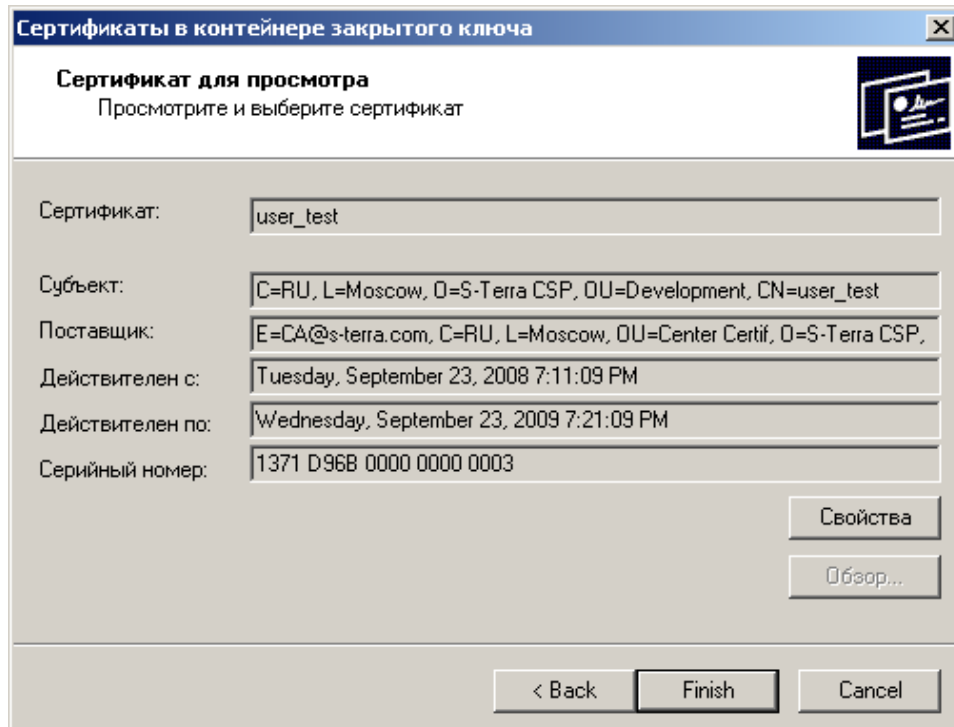 Сертификаты в контейнере закрытого ключа
Сертификат для просмотра
Просмотрите и выберите сертификат
Сертификат: user_test
Субъект: C=RU, L=Moscow, O=S-Terra CSP, OU=Development, CN=user_test
Поставщик: E=CA@s-terra.com, C=RU, L=Moscow, OU=Center Certif, O=S-Terra CSP,
Действителен с: Tuesday, September 23, 2008 7:11:09 PM
Действителен по: Wednesday, September 23, 2009 7:21:09 PM
Серийный номер: 1371 D96B 0000 0000 0003
Свойства
Обзор...
< Back Finish Cancel